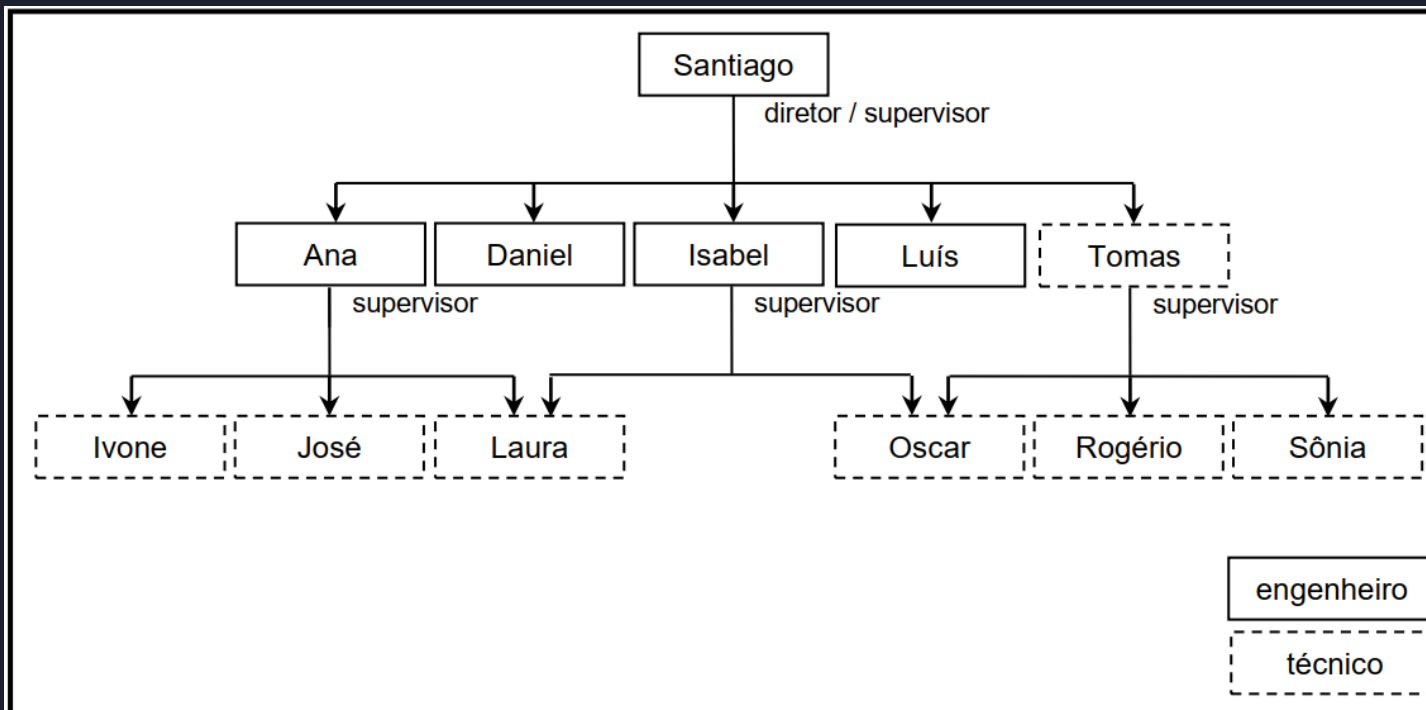 Santiago
diretor / supervisor
Ana
Daniel
Isabel
Luís
Tomas
supervisor
supervisor
supervisor
Ivone
José
Laura
Oscar
Rogério
Sônia
engenheiro
técnico